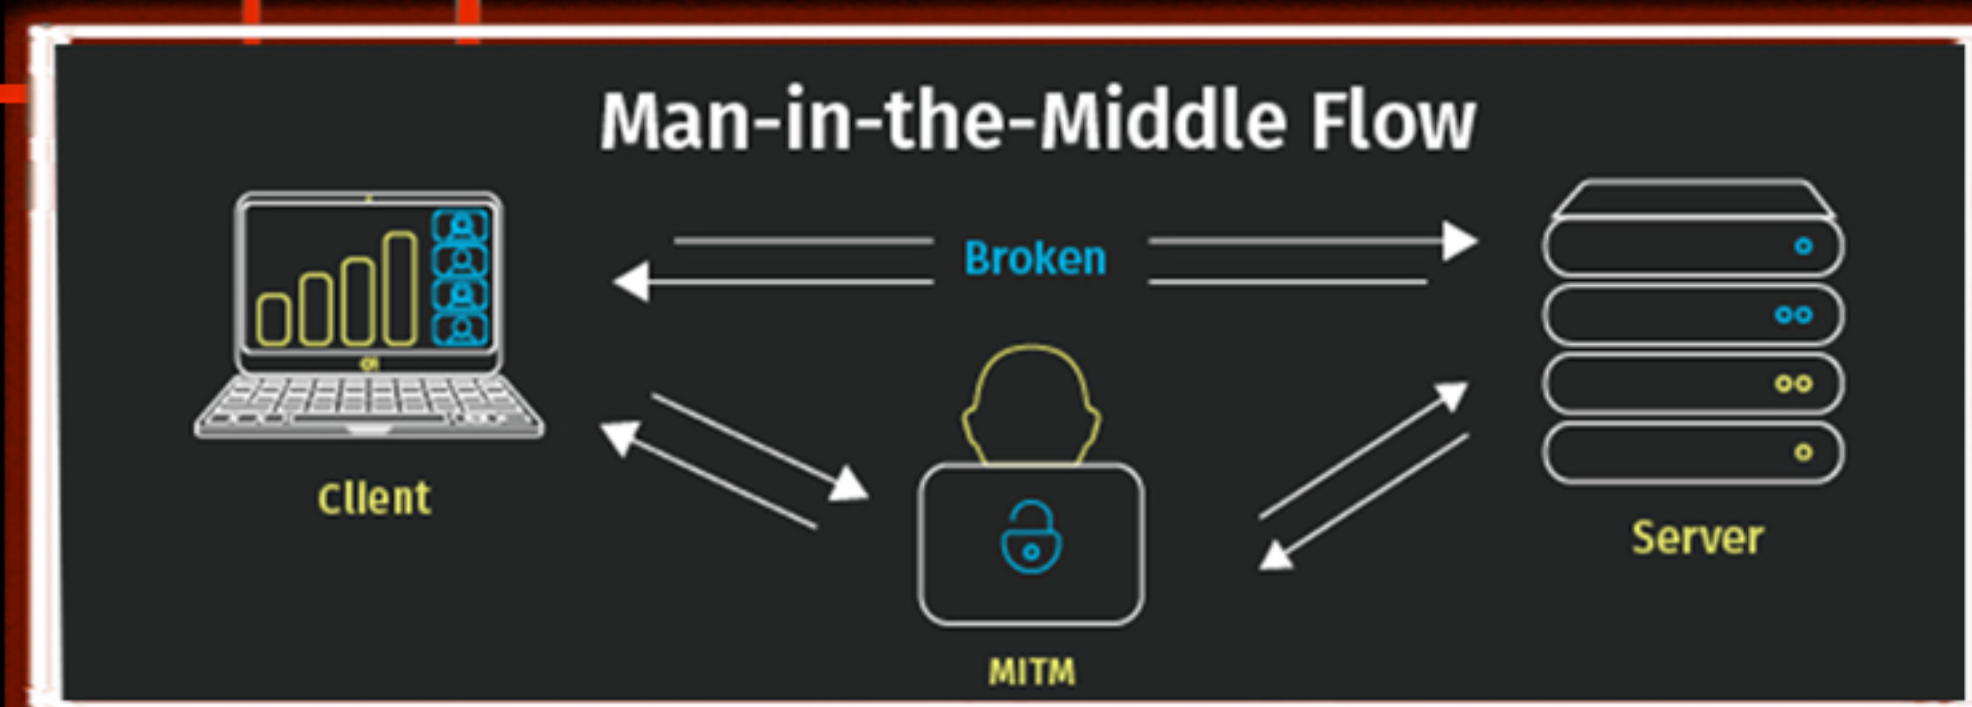 Man-in-the-Middle Flow
Broken
Client
Server
MITM